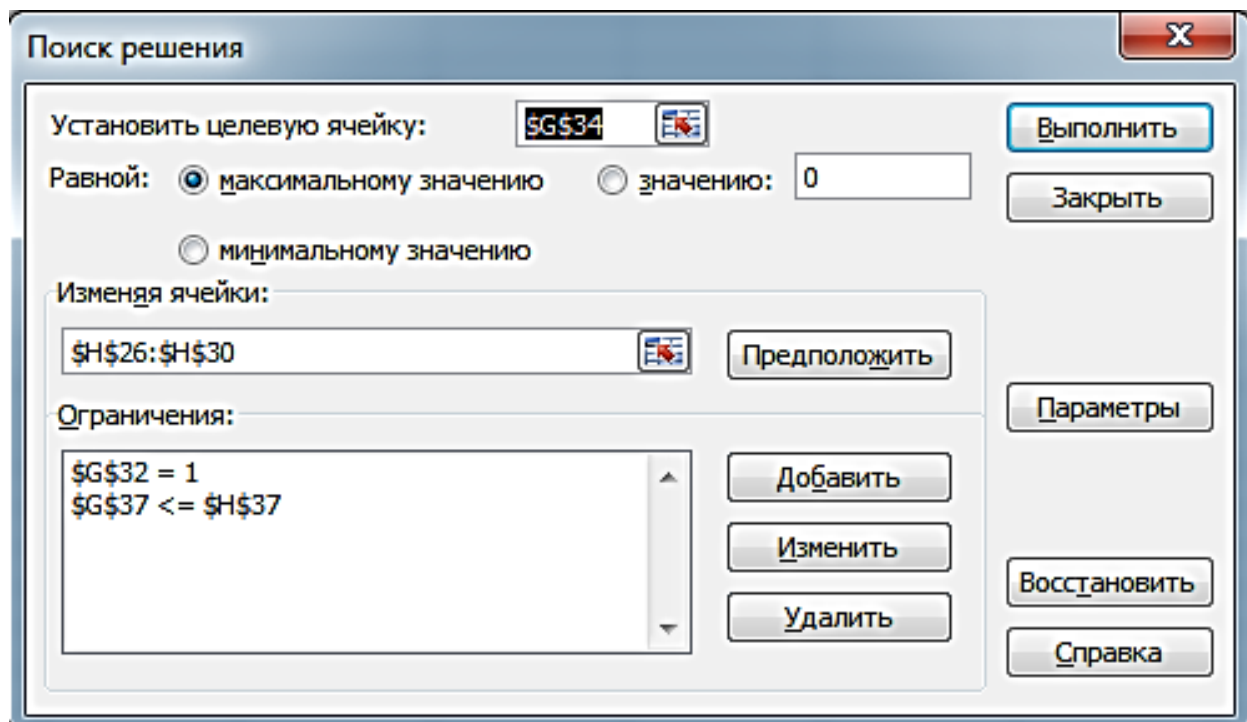 Поиск решения
Установить целевую ячейку: $G$34
Равной: максимальному значению значению: 0
минимальному значению
Изменяя ячейки:
$H$26:$H$30
Предположить
Ограничения:
$G$32 = 1
$G$37 <= $H$37
Добавить
Изменить
Удалить
Выполнить
Закрыть
Параметры
Восстановить
Справка